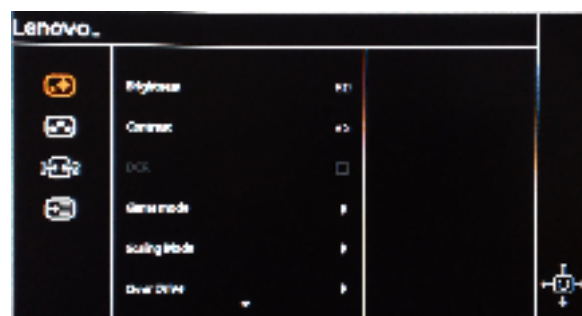 Lenovo
Brightness
Contrast
DCR
Game mode
Scaling Mode
Over Drive